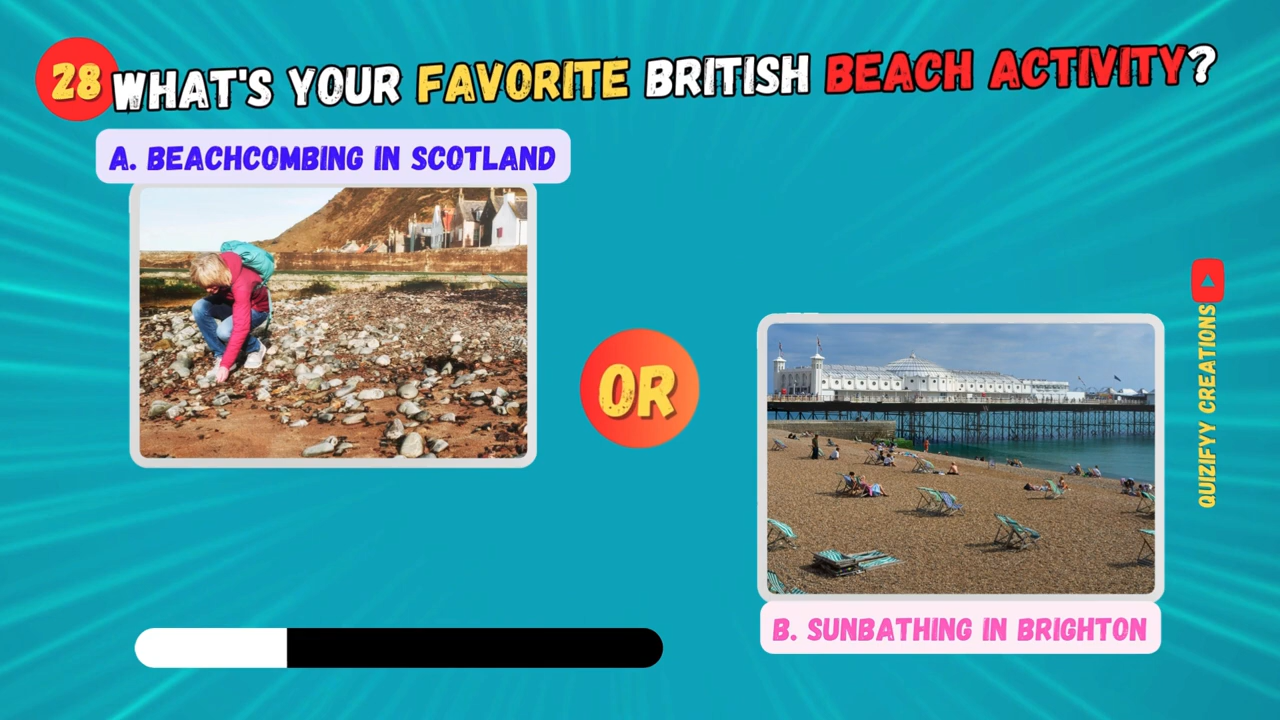 28
WHAT'S YOUR FAVORITE BRITISH BEACH ACTIVITY?
A. BEACHCOMBING IN SCOTLAND
OR
B. SUNBATHING IN BRIGHTON
QUIZIFYY CREATIONS